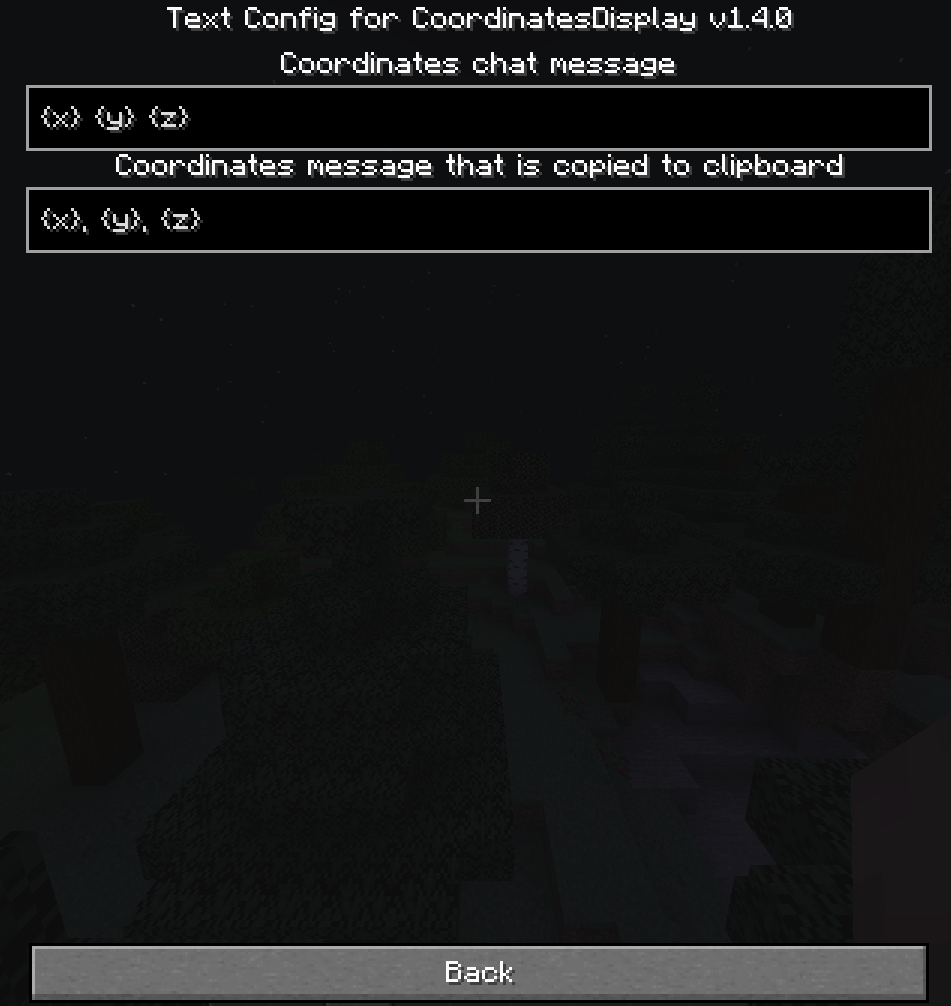 Text Config for CoordinatesDisplay v1.4.0
Coordinates chat message
{x} {y} {z}
Coordinates message that is copied to clipboard
{x}, {y}, {z}
Back